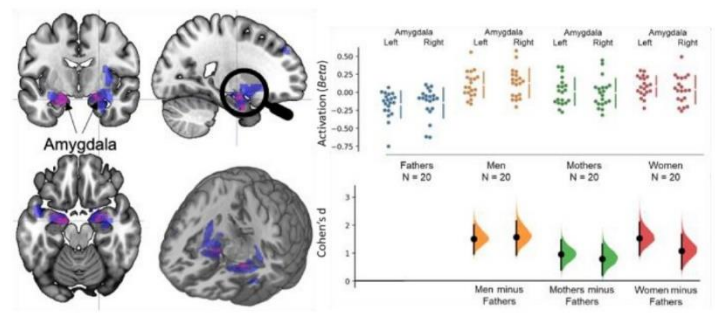 Amygdala
Amygdala Amygdala Amygdala Amygdala
Left Right Left Right Left Right Left Right
Activation (Beta)
0.50
0.25
0.00
-0.25
-0.50
-0.75
Fathers Men Mothers Women
N = 20 N = 20 N = 20 N = 20
Cohen's d
3
2
1
0
Men minus Mothers minus Women minus
Fathers Fathers Fathers